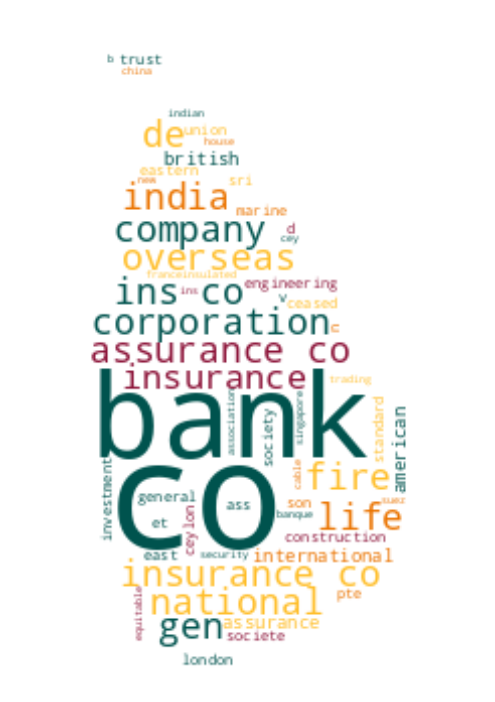 b trust
china
indian
de union
house
british
eastern
new sri
india
marine
company d
cey
overseas
franceinsulated
engineering
ins co ins v
ceased
corporation c
assurance co
insurance trading
bank
association
society
singapore
standard
american
co
investment
general
et
ceylon
ass
cable
fire
son
banque
suez
life
construction
east security international
insurance co
equitable
national pte
gen assurance
societe
london